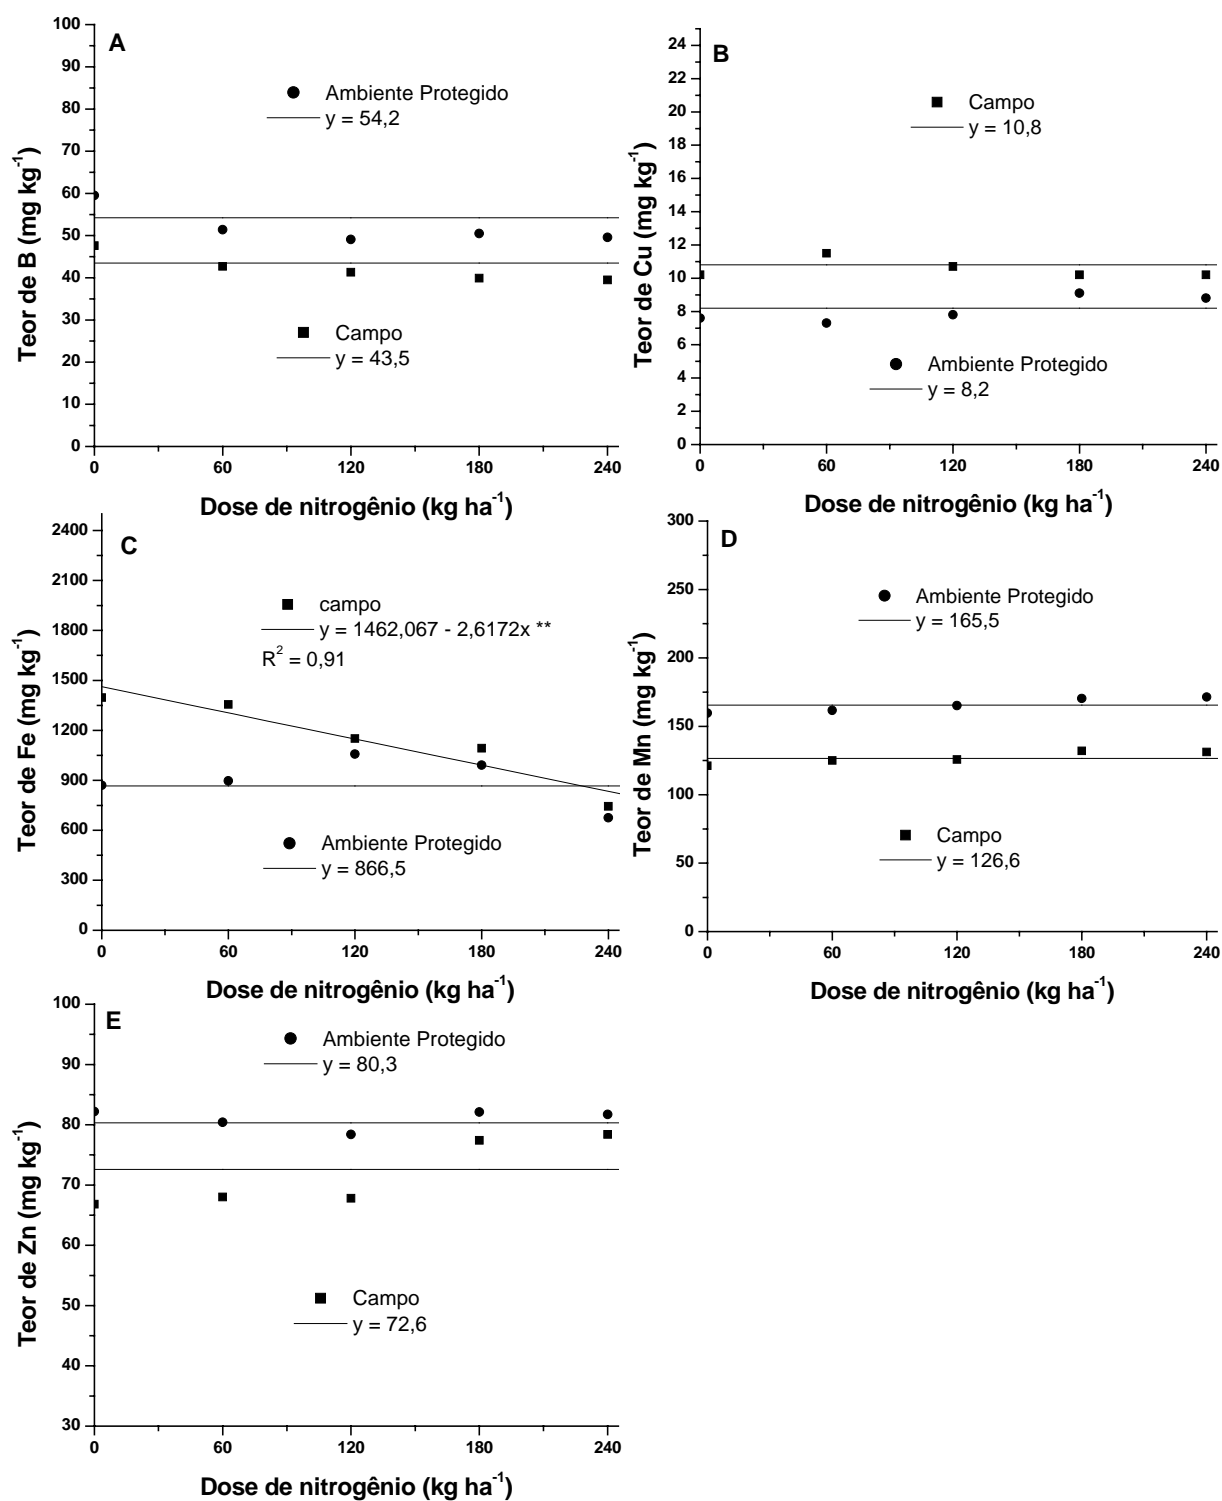 A
Teor de B (mg kg⁻¹)
100
90
80
70
60
50
40
30
20
10
0
Ambiente Protegido
y = 54,2
Campo
y = 43,5
0 60 120 180 240
Dose de nitrogênio (kg ha⁻¹)
B
Teor de Cu (mg kg⁻¹)
24
22
20
18
16
14
12
10
8
6
4
2
0
Campo
y = 10,8
Ambiente Protegido
y = 8,2
0 60 120 180 240
Dose de nitrogênio (kg ha⁻¹)
C
Teor de Fe (mg kg⁻¹)
2400
2100
1800
1500
1200
900
600
300
0
campo
y = 1462,067 - 2,6172x **
R² = 0,91
Ambiente Protegido
y = 866,5
0 60 120 180 240
Dose de nitrogênio (kg ha⁻¹)
D
Teor de Mn (mg kg⁻¹)
300
250
200
150
100
50
0
Ambiente Protegido
y = 165,5
Campo
y = 126,6
0 60 120 180 240
Dose de nitrogênio (kg ha⁻¹)
E
Teor de Zn (mg kg⁻¹)
100
90
80
70
60
50
40
30
Ambiente Protegido
y = 80,3
Campo
y = 72,6
0 60 120 180 240
Dose de nitrogênio (kg ha⁻¹)